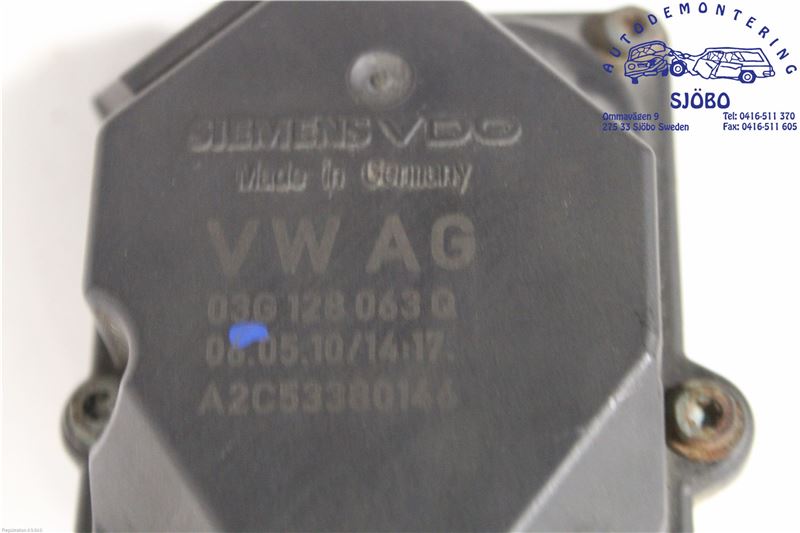 AUTODEMONTERING
SJÖBO
Ommavägen 9
275 33 Sjöbo Sweden
Tel: 0416-511 370
Fax: 0416-511 605
SIEMENS VDO
Made in Germany
VW AG
03G 128 063 Q
06.05.10/14:17.
A2C53380146